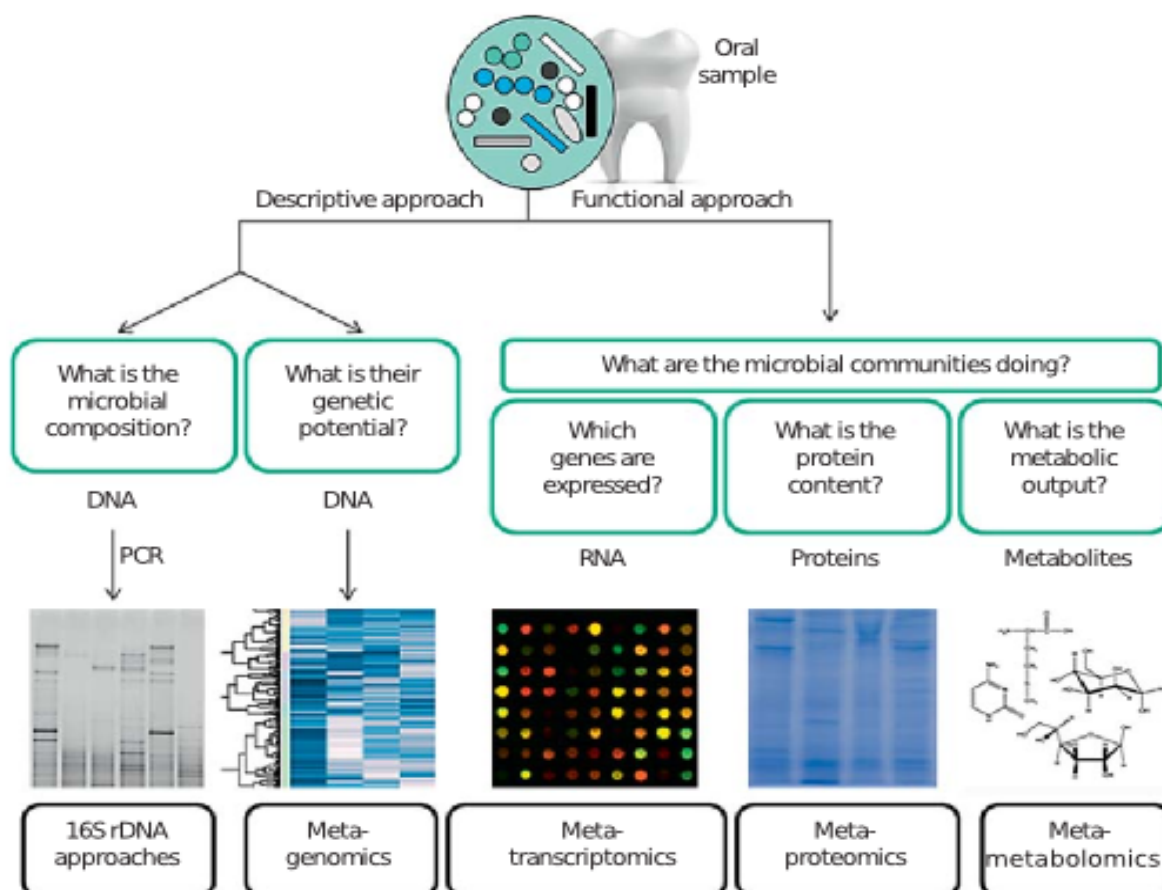 Oral
sample
Descriptive approach
Functional approach
What is the
microbial
composition?
What is their
genetic
potential?
What are the microbial communities doing?
Which
genes are
expressed?
What is the
protein
content?
What is the
metabolic
output?
DNA
DNA
RNA
Proteins
Metabolites
PCR
16S rDNA
approaches
Meta-
genomics
Meta-
transcriptomics
Meta-
proteomics
Meta-
metabolomics